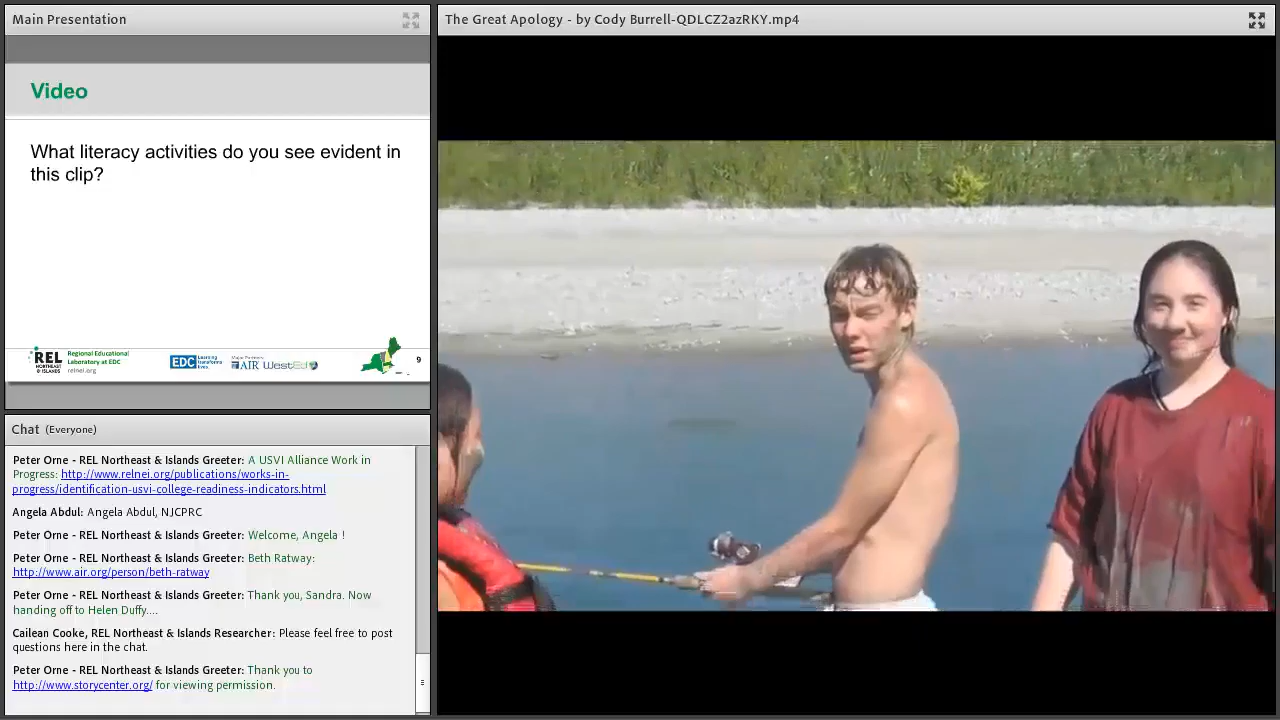 Main Presentation
Video
What literacy activities do you see evident in
this clip?
REL
NORTHEAST
& ISLANDS
Regional Educational
Laboratory at EDC
relnei.org
EDC
Learning
transforms
lives.
Major Partners:
AIR WestEd
9
Chat (Everyone)
Peter Orne - REL Northeast & Islands Greeter: A USVI Alliance Work in
Progress: http://www.relnei.org/publications/works-in-
progress/identification-usvi-college-readiness-indicators.html
Angela Abdul: Angela Abdul, NJCPRC
Peter Orne - REL Northeast & Islands Greeter: Welcome, Angela !
Peter Orne - REL Northeast & Islands Greeter: Beth Ratway:
http://www.air.org/person/beth-ratway
Peter Orne - REL Northeast & Islands Greeter: Thank you, Sandra. Now
handing off to Helen Duffy....
Cailean Cooke, REL Northeast & Islands Researcher: Please feel free to post
questions here in the chat.
Peter Orne - REL Northeast & Islands Greeter: Thank you to
http://www.storycenter.org/ for viewing permission.
The Great Apology - by Cody Burrell-QDLCZ2azRKY.mp4